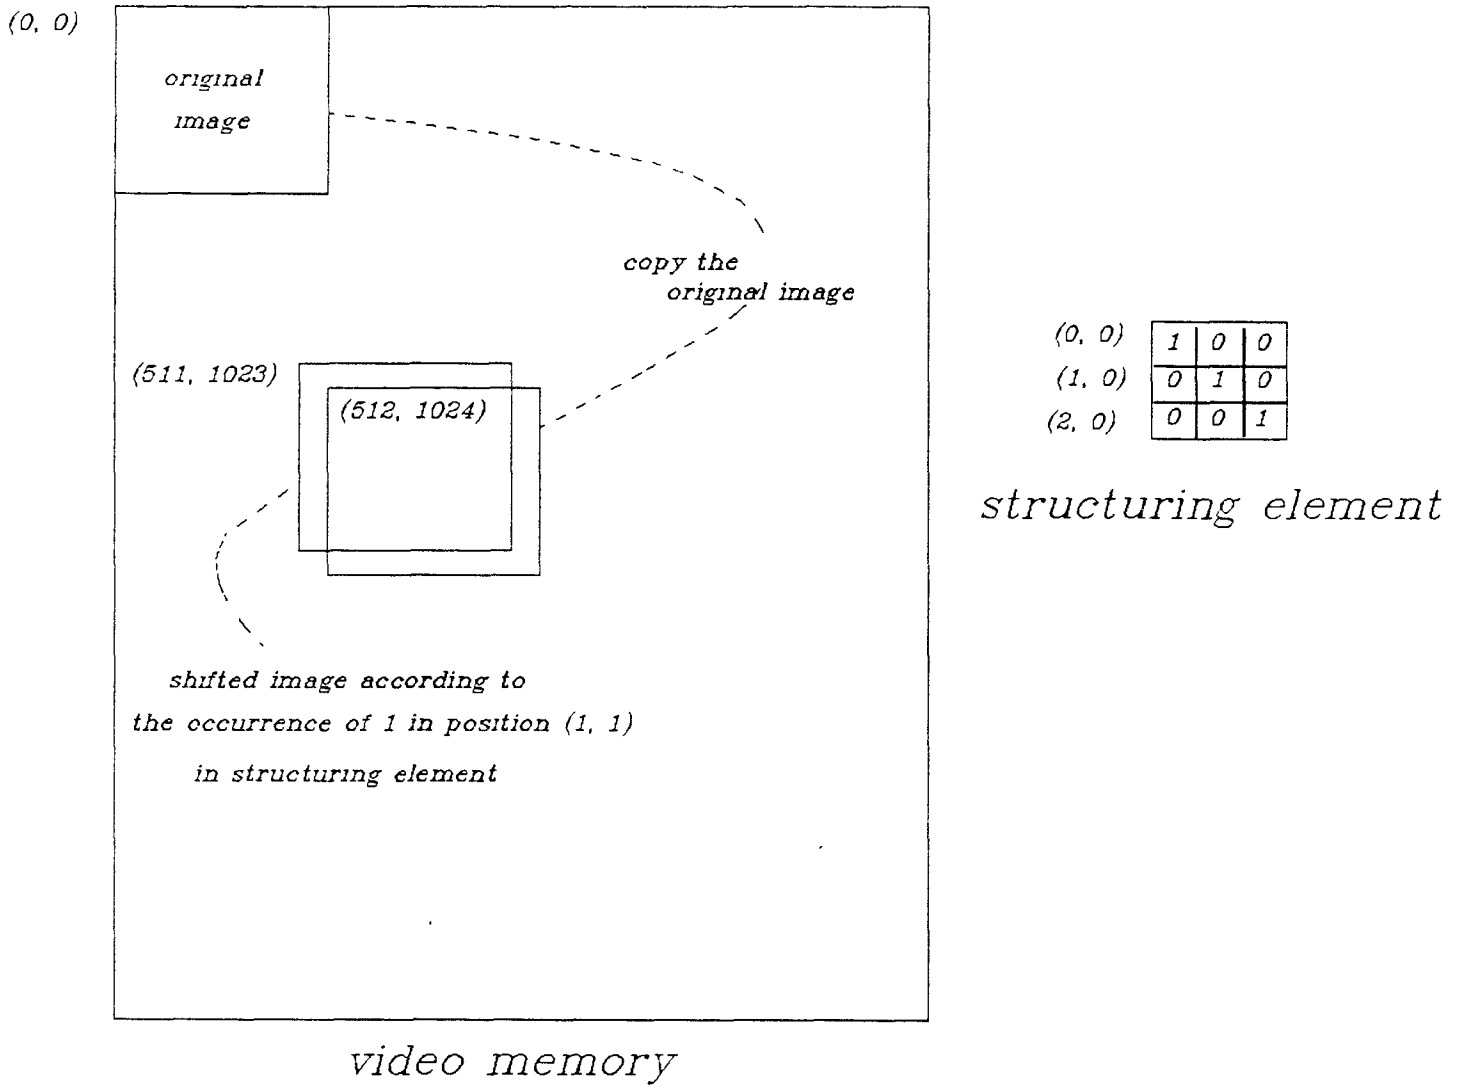 (0, 0)
original
image
copy the
original image
(511, 1023)
(512, 1024)
shifted image according to
the occurrence of 1 in position (1, 1)
in structuring element
video memory
(0, 0) 1 0 0
(1, 0) 0 1 0
(2, 0) 0 0 1
structuring element